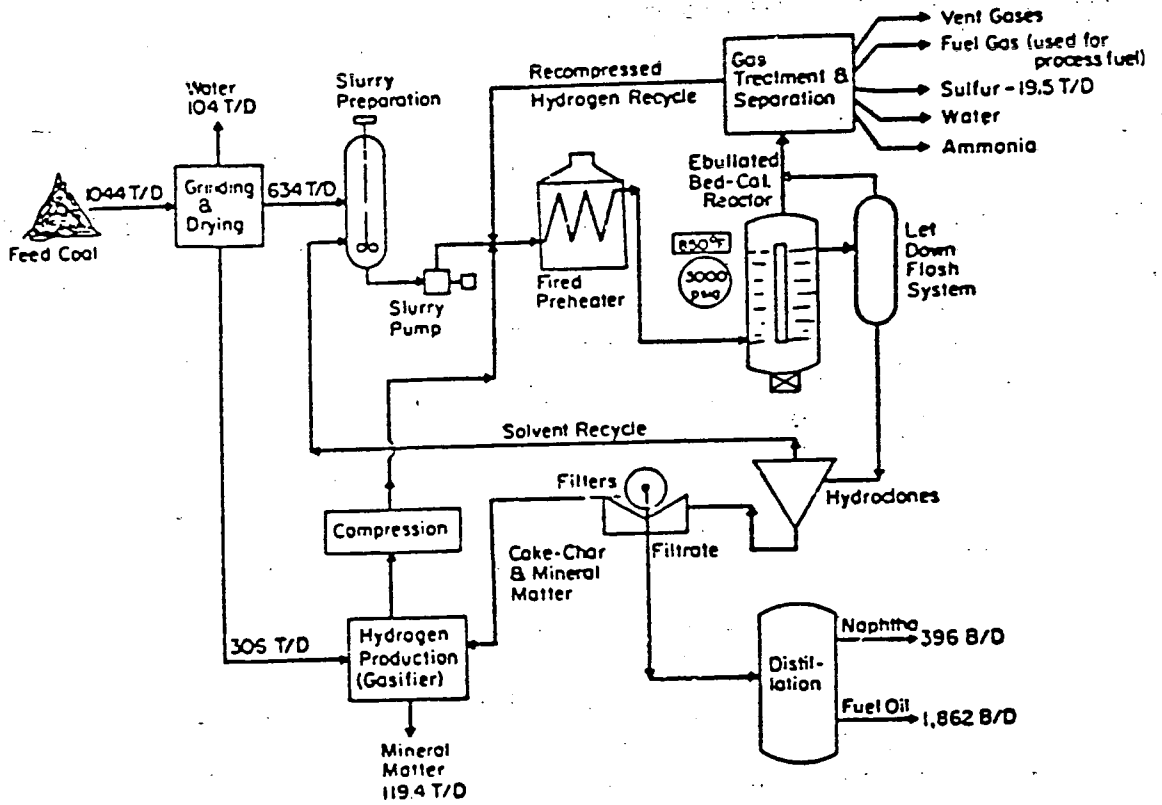 Vent Gases
Fuel Gas (used for
process fuel)
Sulfur - 19.5 T/D
Water
Ammonia
Gas
Treatment &
Separation
Recompressed
Hydrogen Recycle
Slurry
Preparation
Water
104 T/D
1044 T/D
Grinding
&
Drying
634 T/D
Feed Coal
Ebullated
Bed-Cat.
Reactor
850°F
3000
psig
Let
Down
Flash
System
Fired
Preheater
Slurry
Pump
Solvent Recycle
Filters
Hydroclones
Compression
Cake-Char
& Mineral
Matter
Filtrate
305 T/D
Hydrogen
Production
(Gasifier)
Naphtha
396 B/D
Distil-
lation
Fuel Oil
1,862 B/D
Mineral
Matter
119.4 T/D